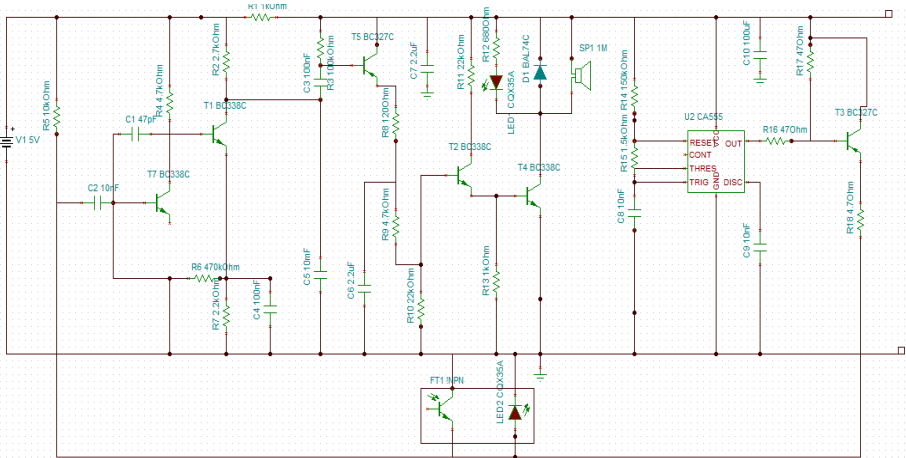 R1 1kOhm
R2 2.7kOhm
C3 100nF
R3 100kOhm
T5 BC327C
C7 2.2uF
R11 22kOhm
R12 680Ohm
LED1 CQX35A
D1 BAL74C
SP1 1M
C10 100uF
R17 47Ohm
R5 10kOhm
R4 4.7kOhm
T1 BC338C
C1 47pF
R8 120Ohm
R14 150kOhm
U2 CA555
T3 BC327C
+
V1 5V
RESET
VCC
OUT
R16 47Ohm
CONT
THRES
TRIG
GND
DISC
R15 1.5kOhm
T2 BC338C
T4 BC338C
T7 BC338C
C2 10nF
R9 4.7kOhm
C8 10nF
C9 10nF
R18 4.7Ohm
R6 470kOhm
C5 10mF
C6 2.2uF
R13 1kOhm
R7 2.2kOhm
C4 100nF
R10 22kOhm
FT1 !NPN
LED2 CQX35A